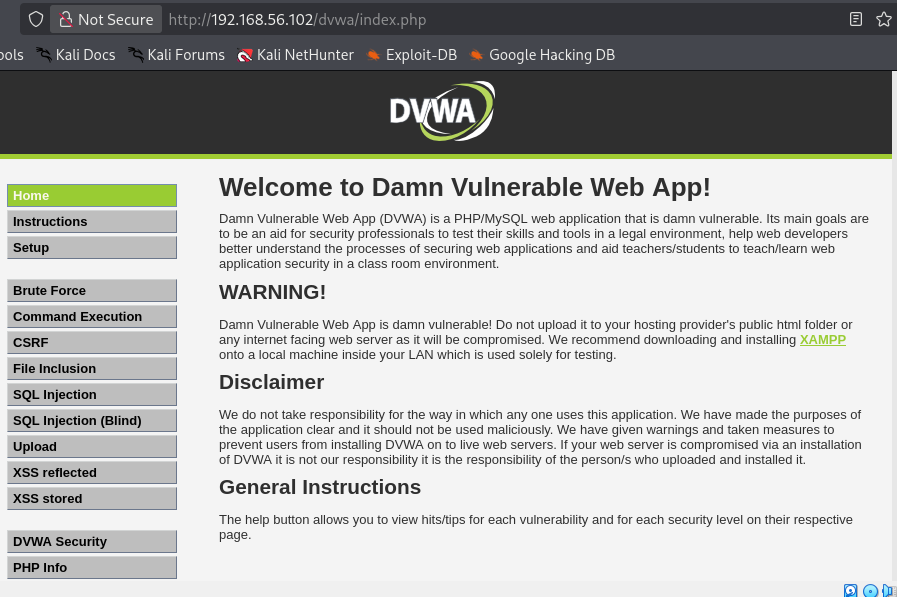 Not Secure http://192.168.56.102/dvwa/index.php
ools Kali Docs Kali Forums Kali NetHunter Exploit-DB Google Hacking DB
DVWA
Home
Instructions
Setup
Brute Force
Command Execution
CSRF
File Inclusion
SQL Injection
SQL Injection (Blind)
Upload
XSS reflected
XSS stored
DVWA Security
PHP Info
Welcome to Damn Vulnerable Web App!
Damn Vulnerable Web App (DVWA) is a PHP/MySQL web application that is damn vulnerable. Its main goals are
to be an aid for security professionals to test their skills and tools in a legal environment, help web developers
better understand the processes of securing web applications and aid teachers/students to teach/learn web
application security in a class room environment.
WARNING!
Damn Vulnerable Web App is damn vulnerable! Do not upload it to your hosting provider's public html folder or
any internet facing web server as it will be compromised. We recommend downloading and installing XAMPP
onto a local machine inside your LAN which is used solely for testing.
Disclaimer
We do not take responsibility for the way in which any one uses this application. We have made the purposes of
the application clear and it should not be used maliciously. We have given warnings and taken measures to
prevent users from installing DVWA on to live web servers. If your web server is compromised via an installation
of DVWA it is not our responsibility it is the responsibility of the person/s who uploaded and installed it.
General Instructions
The help button allows you to view hits/tips for each vulnerability and for each security level on their respective
page.